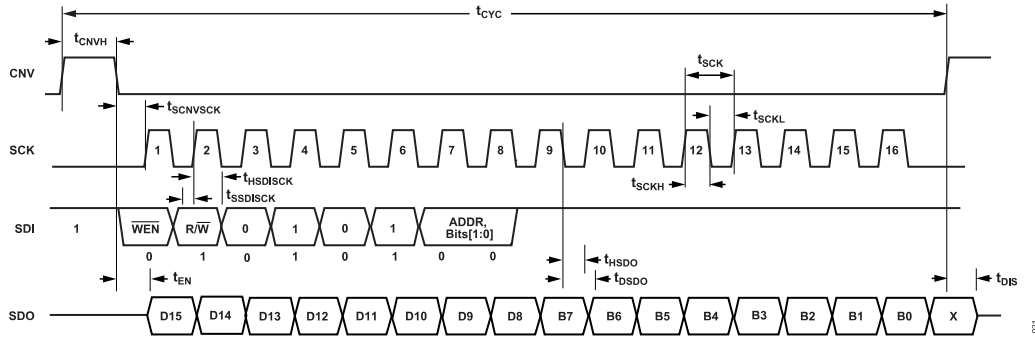 tCYC
tCNVH
CNV
tSCK
tSCNVSCK
tSCKL
SCK 1 2 3 4 5 6 7 8 9 10 11 12 13 14 15 16
tHSDISCK
tSCKH
tSSDISCK
SDI 1 WEN R/W 0 1 0 1 ADDR, Bits[1:0]
0 1 0 1 0 1 0 0
tHSDO
tEN
tDSDO
tDIS
SDO D15 D14 D13 D12 D11 D10 D9 D8 B7 B6 B5 B4 B3 B2 B1 B0 X
031